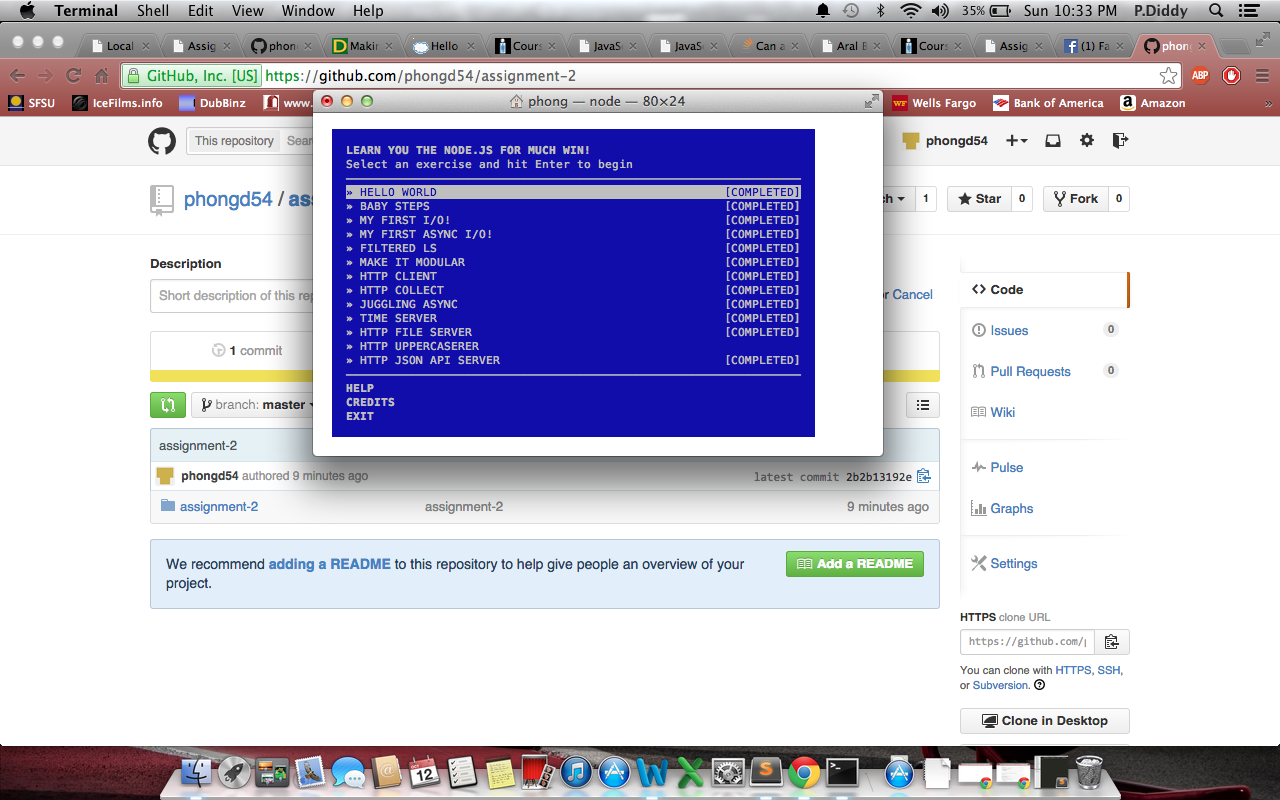 Terminal Shell Edit View Window Help 35% Sun 10:33 PM P.Diddy
Local Assig phon Makin Hello Cours JavaS JavaS Can a Aral B Cours Assig (1) Fa phong
GitHub, Inc. [US] https://github.com/phongd54/assignment-2 ABP
SFSU IceFilms.info DubBinz www. Wells Fargo Bank of America Amazon »
phong — node — 80×24
This repository Sear phongd54
LEARN YOU THE NODE.JS FOR MUCH WIN!
Select an exercise and hit Enter to begin
» HELLO WORLD [COMPLETED]
» BABY STEPS [COMPLETED]
» MY FIRST I/O! [COMPLETED]
» MY FIRST ASYNC I/O! [COMPLETED]
» FILTERED LS [COMPLETED]
» MAKE IT MODULAR [COMPLETED]
» HTTP CLIENT [COMPLETED]
» HTTP COLLECT [COMPLETED]
» JUGGLING ASYNC [COMPLETED]
» TIME SERVER [COMPLETED]
» HTTP FILE SERVER [COMPLETED]
» HTTP UPPERCASERER
» HTTP JSON API SERVER [COMPLETED]
HELP
CREDITS
EXIT
phongd54 / ass ch 1 Star 0 Fork 0
Description
Short description of this rep or Cancel
1 commit
branch: master
assignment-2
phongd54 authored 9 minutes ago latest commit 2b2b13192e
assignment-2 assignment-2 9 minutes ago
We recommend adding a README to this repository to help give people an overview of your
project.
Add a README
Code
Issues 0
Pull Requests 0
Wiki
Pulse
Graphs
Settings
HTTPS clone URL
https://github.com/p
You can clone with HTTPS, SSH,
or Subversion.
Clone in Desktop
12